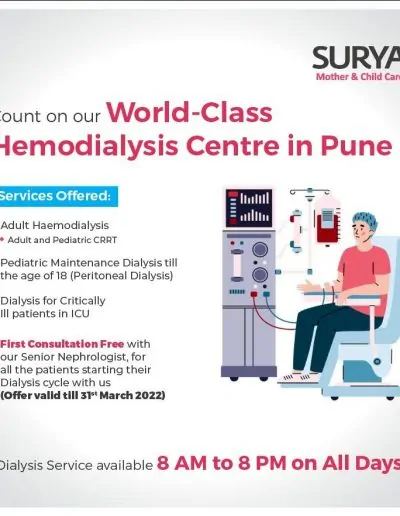 SURYA
Mother & Child Care
Count on our World-Class
Hemodialysis Centre in Pune
Services Offered:
Adult Haemodialysis
Adult and Pediatric CRRT
Pediatric Maintenance Dialysis till
the age of 18 (Peritoneal Dialysis)
Dialysis for Critically
Ill patients in ICU
First Consultation Free with
our Senior Nephrologist, for
all the patients starting their
Dialysis cycle with us
(Offer valid till 31st March 2022)
Dialysis Service available 8 AM to 8 PM on All Days